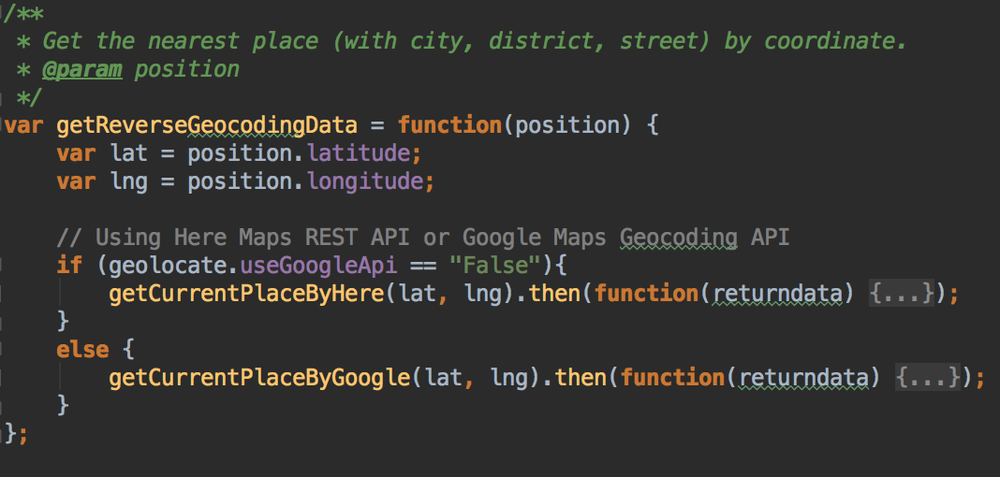 /**
 * Get the nearest place (with city, district, street) by coordinate.
 * @param position
 */
var getReverseGeocodingData = function(position) {
    var lat = position.latitude;
    var lng = position.longitude;

    // Using Here Maps REST API or Google Maps Geocoding API
    if (geolocate.useGoogleApi == "False"){
        getCurrentPlaceByHere(lat, lng).then(function(returndata) {...});
    }
    else {
        getCurrentPlaceByGoogle(lat, lng).then(function(returndata) {...});
    }
};